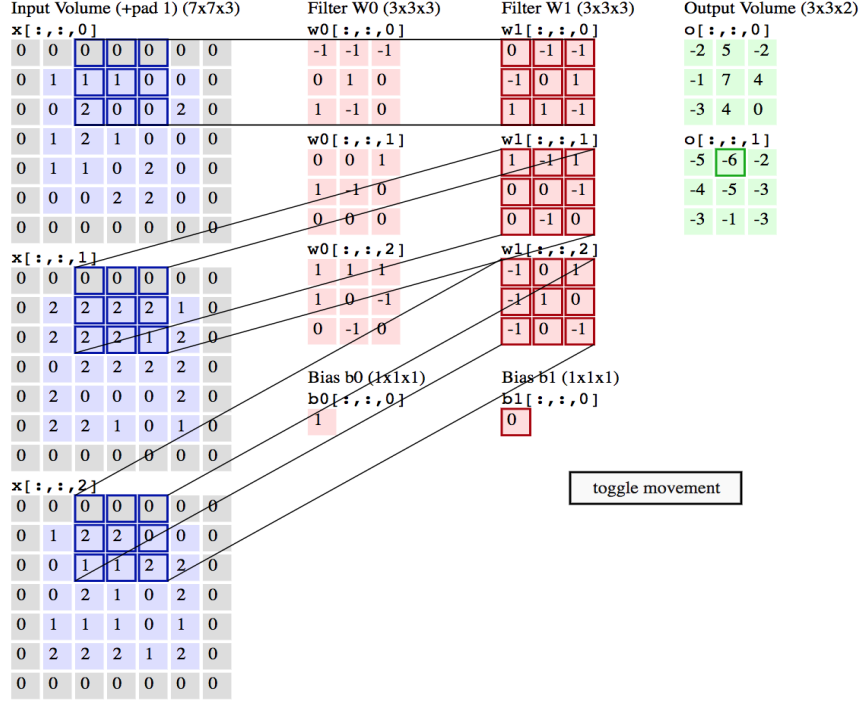 Input Volume (+pad 1) (7x7x3)
x[:,:,0]
0 0 0 0 0 0 0
0 1 1 1 0 0 0
0 0 2 0 0 2 0
0 1 2 1 0 0 0
0 1 1 0 2 0 0
0 0 0 2 2 0 0
0 0 0 0 0 0 0
x[:,:,1]
0 0 0 0 0 0 0
0 2 2 2 2 1 0
0 2 2 2 1 2 0
0 0 2 2 2 2 0
0 2 0 0 0 2 0
0 2 2 1 0 1 0
0 0 0 0 0 0 0
x[:,:,2]
0 0 0 0 0 0 0
0 1 2 2 0 0 0
0 0 1 1 2 2 0
0 0 2 1 0 2 0
0 1 1 1 0 1 0
0 2 2 2 1 2 0
0 0 0 0 0 0 0
Filter W0 (3x3x3)
w0[:,:,0]
-1 -1 -1
0 1 0
1 -1 0
w0[:,:,1]
0 0 1
1 -1 0
0 0 0
w0[:,:,2]
1 1 1
1 0 -1
0 -1 0
Bias b0 (1x1x1)
b0[:,:,0]
1
Filter W1 (3x3x3)
w1[:,:,0]
0 -1 -1
-1 0 1
1 1 -1
w1[:,:,1]
1 -1 1
0 0 -1
0 -1 0
w1[:,:,2]
-1 0 1
-1 1 0
-1 0 -1
Bias b1 (1x1x1)
b1[:,:,0]
0
Output Volume (3x3x2)
o[:,:,0]
-2 5 -2
-1 7 4
-3 4 0
o[:,:,1]
-5 -6 -2
-4 -5 -3
-3 -1 -3
toggle movement